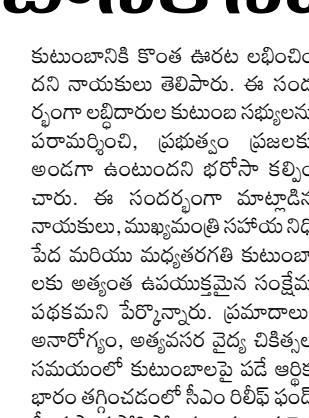 కుటుంబానికి కొంత ఊరట లభించిం
దని నాయకులు తెలిపారు. ఈ సంద
ర్భంగా లబ్ధిదారుల కుటుంబ సభ్యులను
పరామర్శించి, ప్రభుత్వం ప్రజలకు
అండగా ఉంటుందని భరోసా కల్పిం
చారు. ఈ సందర్భంగా మాట్లాడిన
నాయకులు, ముఖ్యమంత్రి సహాయ నిధి
పేద మరియు మధ్యతరగతి కుటుంబా
లకు అత్యంత ఉపయుక్తమైన సంక్షేమ
పథకమని పేర్కొన్నారు. ప్రమాదాలు
అనారోగ్యం, అత్యవసర వైద్య చికిత్సల
సమయంలో కుటుంబాలపై పడే ఆర్థిక
భారం తగ్గించడంలో సీఎం రిలీఫ్ ఫండ్